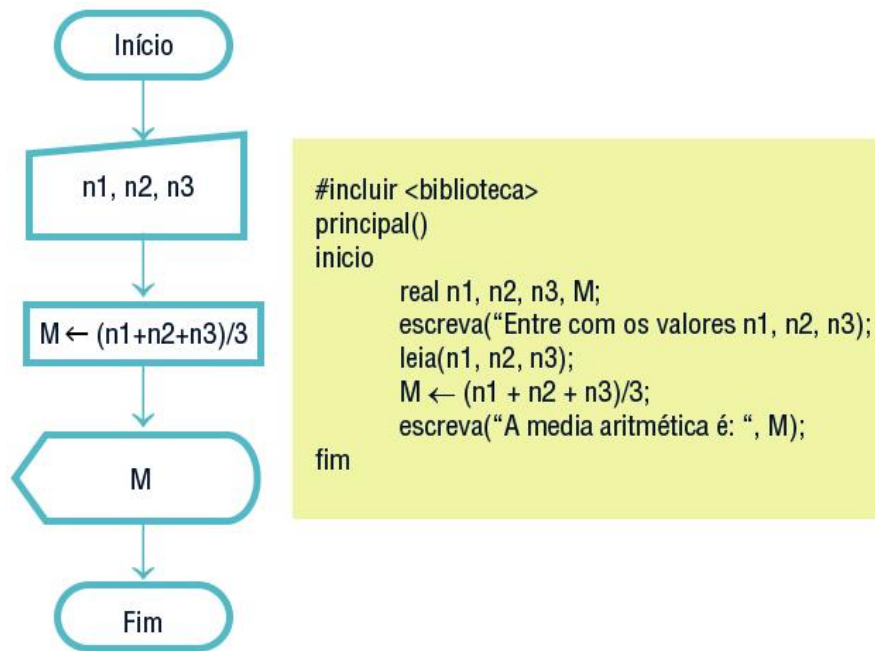 Início
n1, n2, n3
M ← (n1+n2+n3)/3
M
Fim
#incluir <biblioteca>
principal()
inicio
real n1, n2, n3, M;
escreva(“Entre com os valores n1, n2, n3);
leia(n1, n2, n3);
M ← (n1 + n2 + n3)/3;
escreva(“A media aritmética é: “, M);
fim